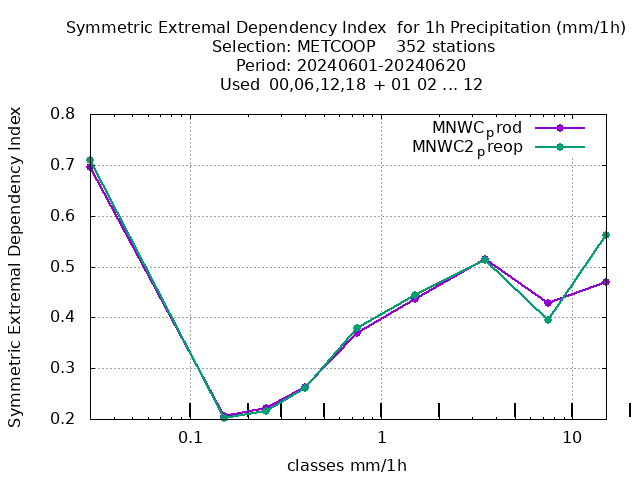 Symmetric Extremal Dependency Index for 1h Precipitation (mm/1h)
Selection: METCOOP 352 stations
Period: 20240601-20240620
Used 00,06,12,18 + 01 02 ... 12
Symmetric Extremal Dependency Index
0.8
0.7
0.6
0.5
0.4
0.3
0.2
MNWCprod
MNWC2preop
0.1 1 10
classes mm/1h